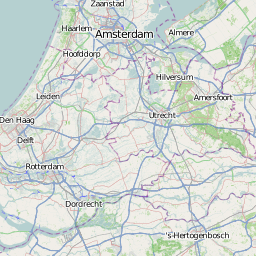 Zaanstad
Haarlem
Amsterdam
Almere
Hoofddorp
Hilversum
Leiden
Amersfoort
Den Haag
Utrecht
Delft
Rotterdam
Dordrecht
's-Hertogenbosch